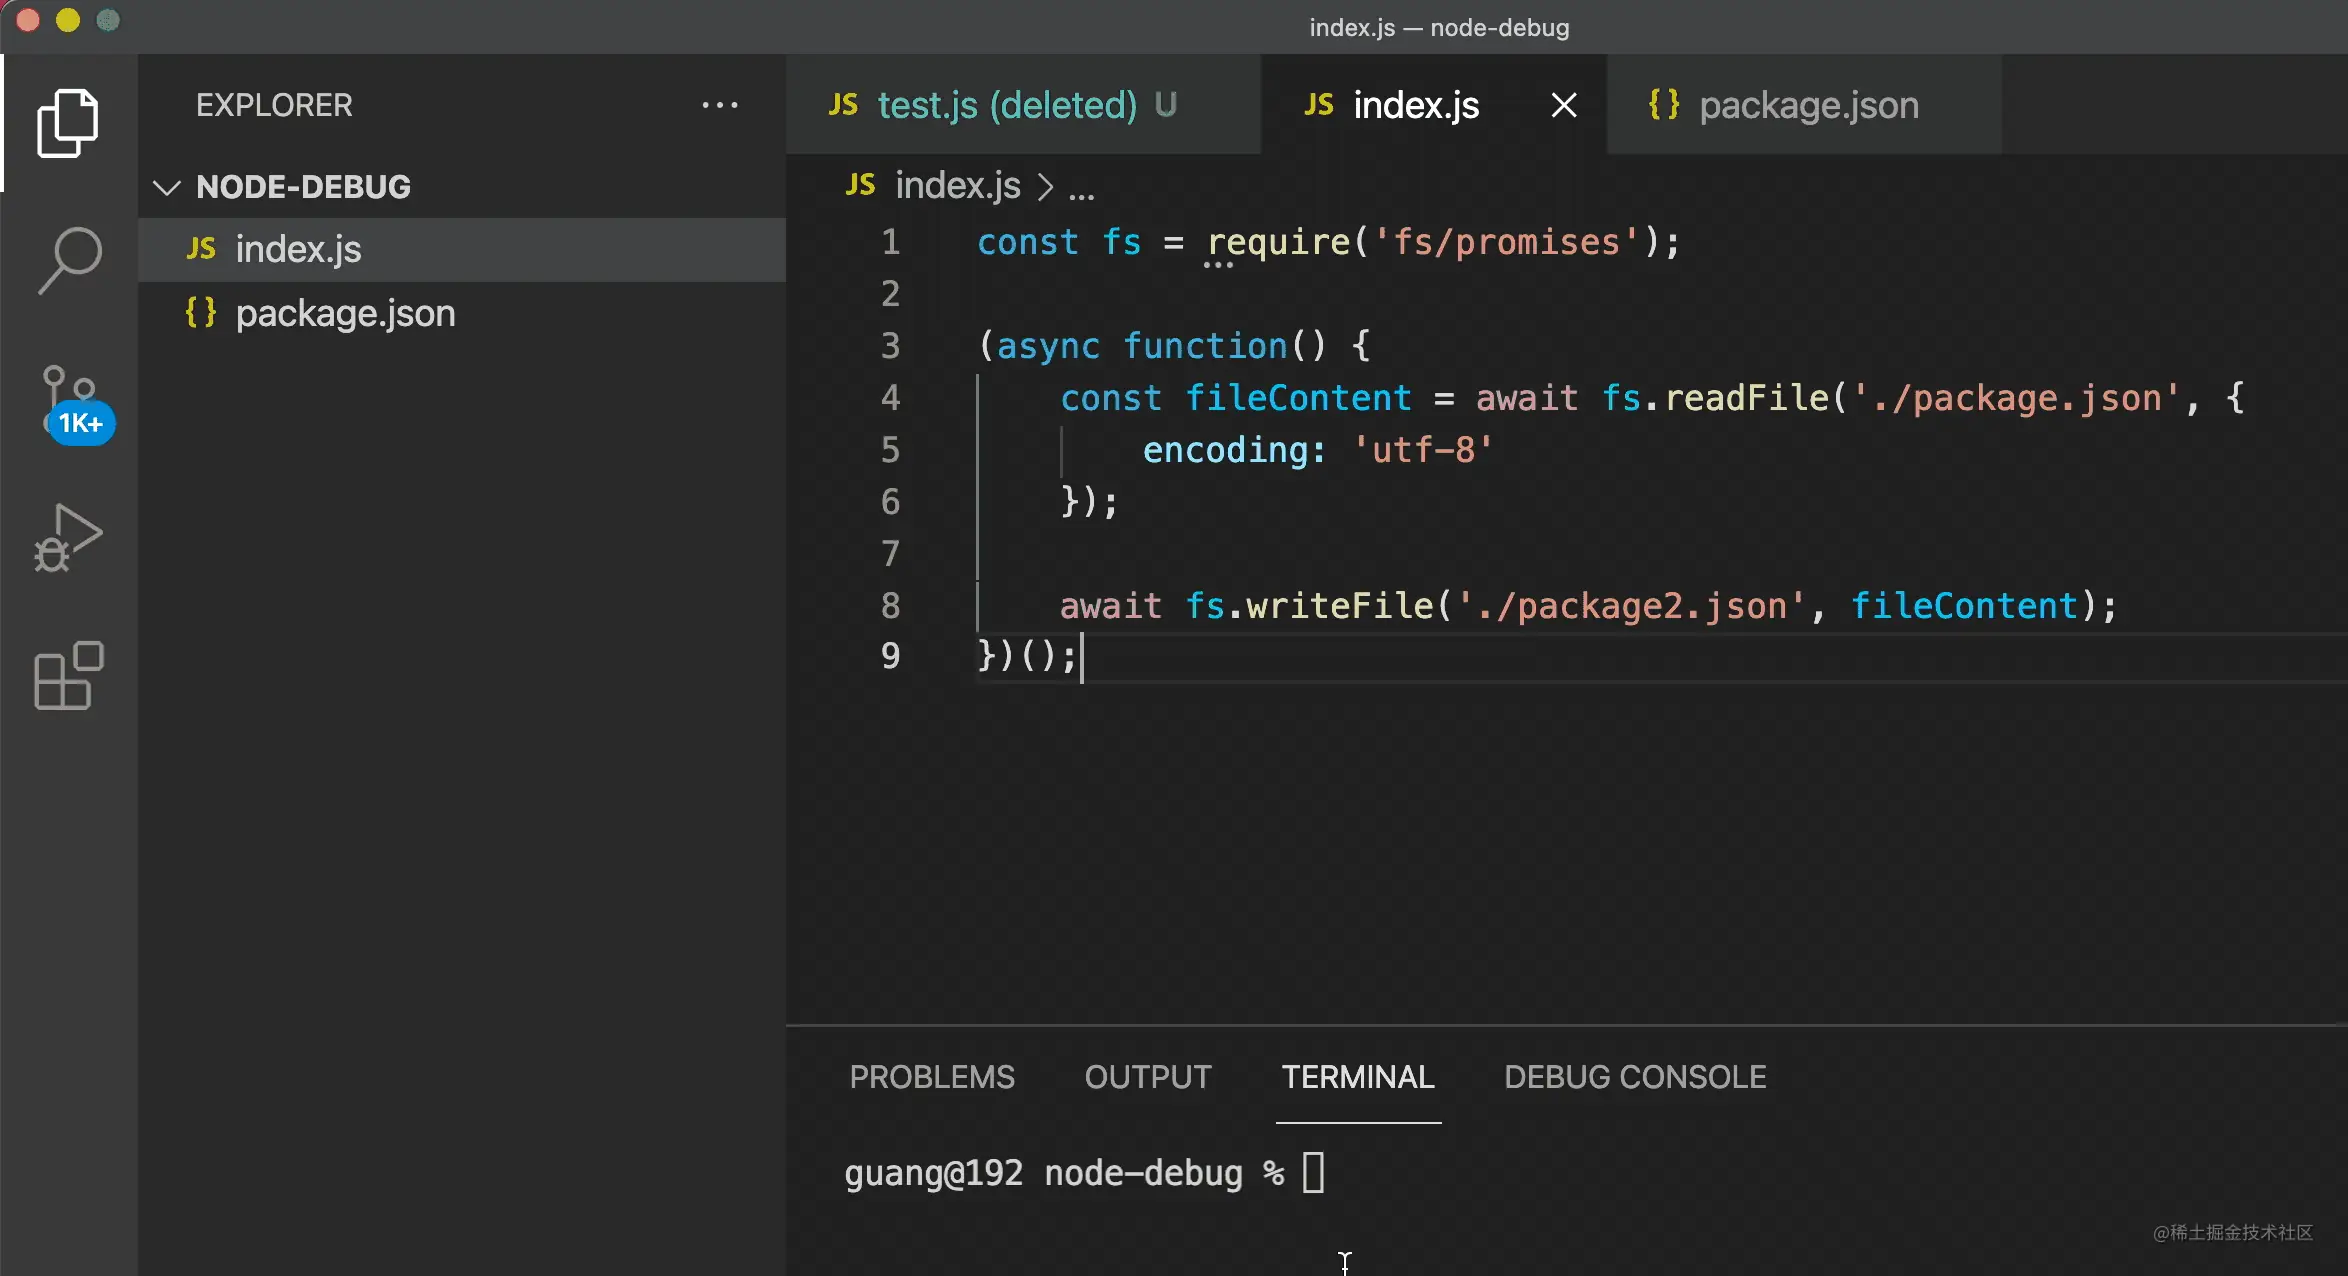 index.js — node-debug
EXPLORER
NODE-DEBUG
JS index.js
{} package.json
1K+
JS test.js (deleted) U
JS index.js
{} package.json
JS index.js > ...
1 const fs = require('fs/promises');
2
3 (async function() {
4 const fileContent = await fs.readFile('./package.json', {
5 encoding: 'utf-8'
6 });
7
8 await fs.writeFile('./package2.json', fileContent);
9 })();
PROBLEMS OUTPUT TERMINAL DEBUG CONSOLE
guang@192 node-debug %
@稀土掘金技术社区